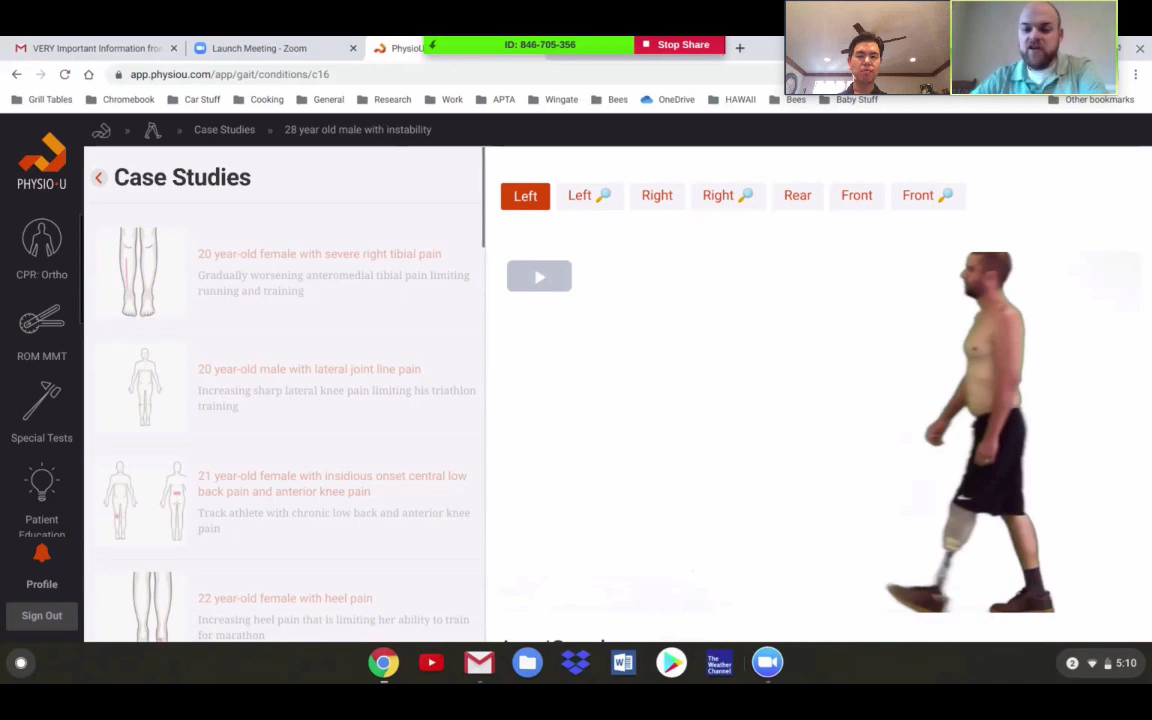 VERY Important Information from
Launch Meeting - Zoom
PhysioU
ID: 846-705-356
Stop Share
app.physiou.com/app/gait/conditions/c16
Grill Tables
Chromebook
Car Stuff
Cooking
General
Research
Work
APTA
Wingate
Bees
OneDrive
HAWAII
Bees
Baby Stuff
Other bookmarks
PHYSIO U
» » Case Studies » 28 year old male with instability
CPR: Ortho
ROM MMT
Special Tests
Patient
Education
Profile
Sign Out
Case Studies
20 year-old female with severe right tibial pain
Gradually worsening anteromedial tibial pain limiting
running and training
20 year-old male with lateral joint line pain
Increasing sharp lateral knee pain limiting his triathlon
training
21 year-old female with insidious onset central low
back pain and anterior knee pain
Track athlete with chronic low back and anterior knee
pain
22 year-old female with heel pain
Increasing heel pain that is limiting her ability to train
for marathon
Left
Left
Right
Right
Rear
Front
Front
The
Weather
Channel
2
5:10